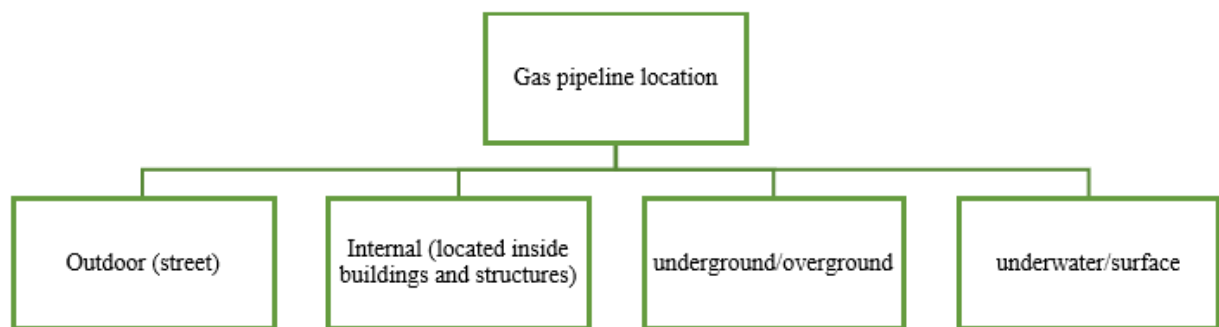 Gas pipeline location
Outdoor (street)
Internal (located inside
buildings and structures)
underground/overground
underwater/surface